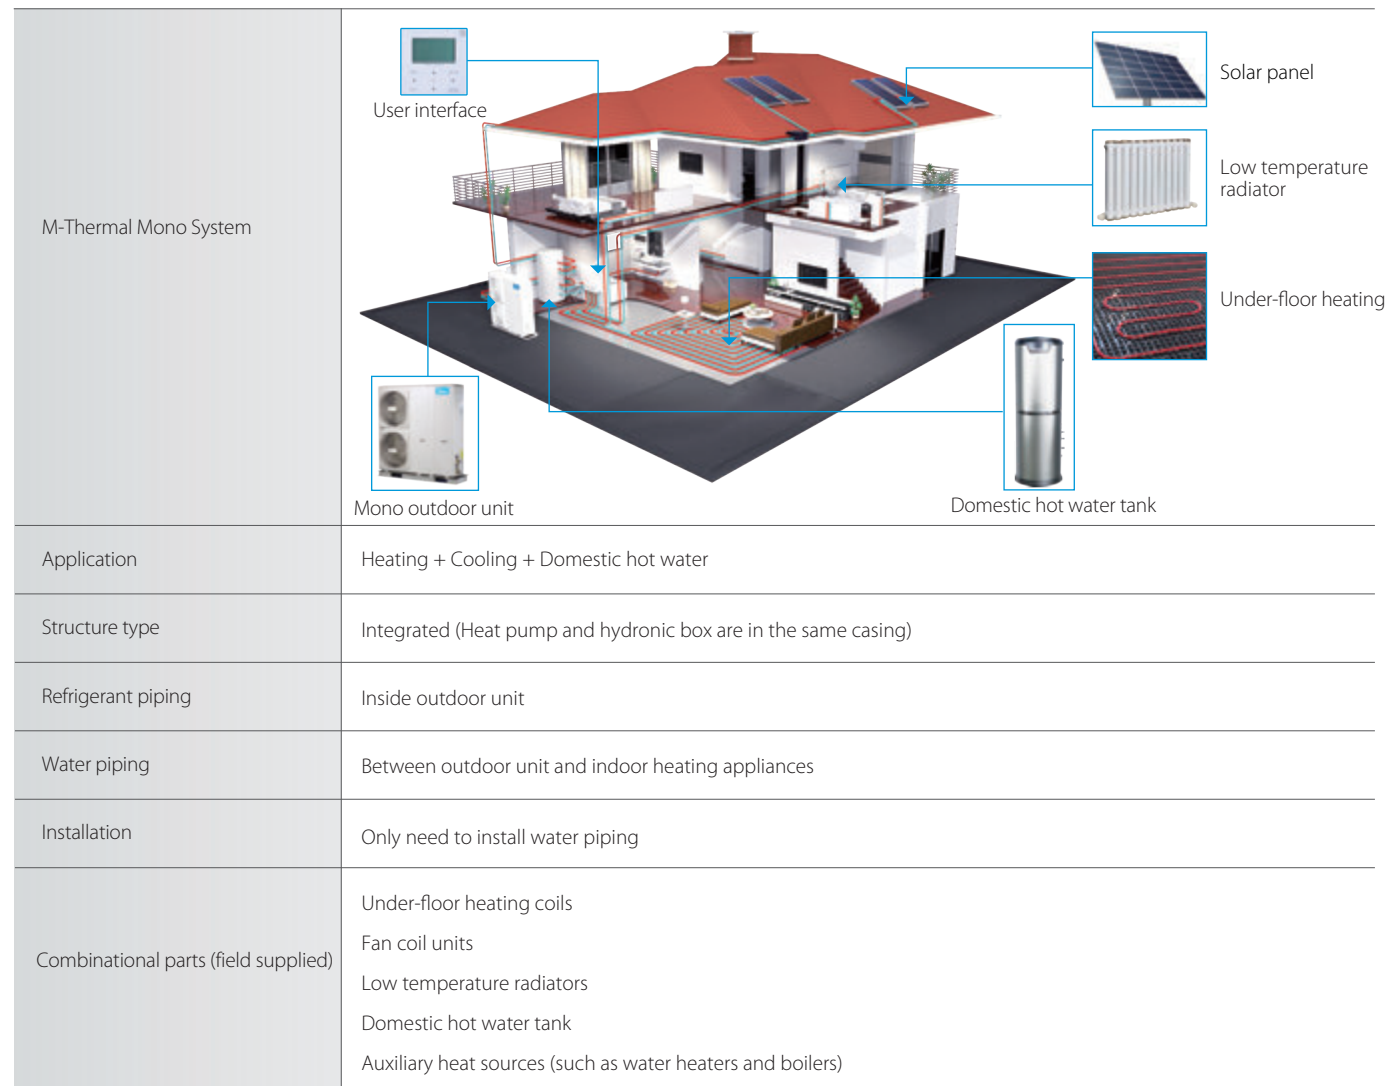 M-Thermal Mono System
User interface
Solar panel
Low temperature
radiator
Under-floor heating
Mono outdoor unit
Domestic hot water tank
Application
Heating + Cooling + Domestic hot water
Structure type
Integrated (Heat pump and hydronic box are in the same casing)
Refrigerant piping
Inside outdoor unit
Water piping
Between outdoor unit and indoor heating appliances
Installation
Only need to install water piping
Combinational parts (field supplied)
Under-floor heating coils
Fan coil units
Low temperature radiators
Domestic hot water tank
Auxiliary heat sources (such as water heaters and boilers)